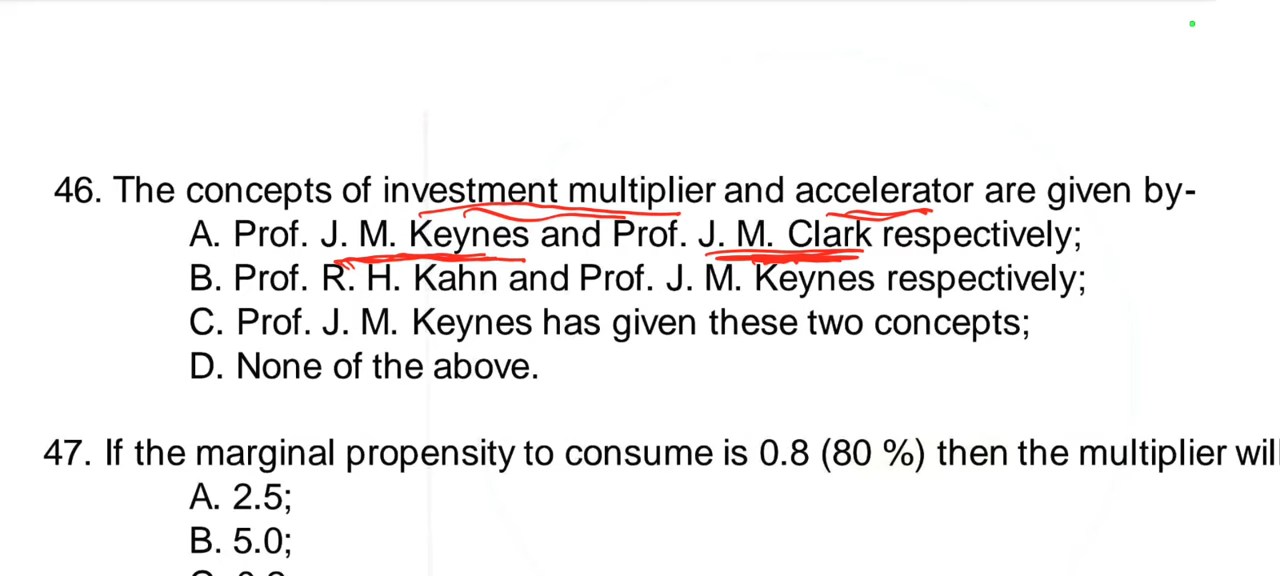 46. The concepts of investment multiplier and accelerator are given by-
A. Prof. J. M. Keynes and Prof. J. M. Clark respectively;
B. Prof. R. H. Kahn and Prof. J. M. Keynes respectively;
C. Prof. J. M. Keynes has given these two concepts;
D. None of the above.
47. If the marginal propensity to consume is 0.8 (80 %) then the multiplier will
A. 2.5;
B. 5.0;